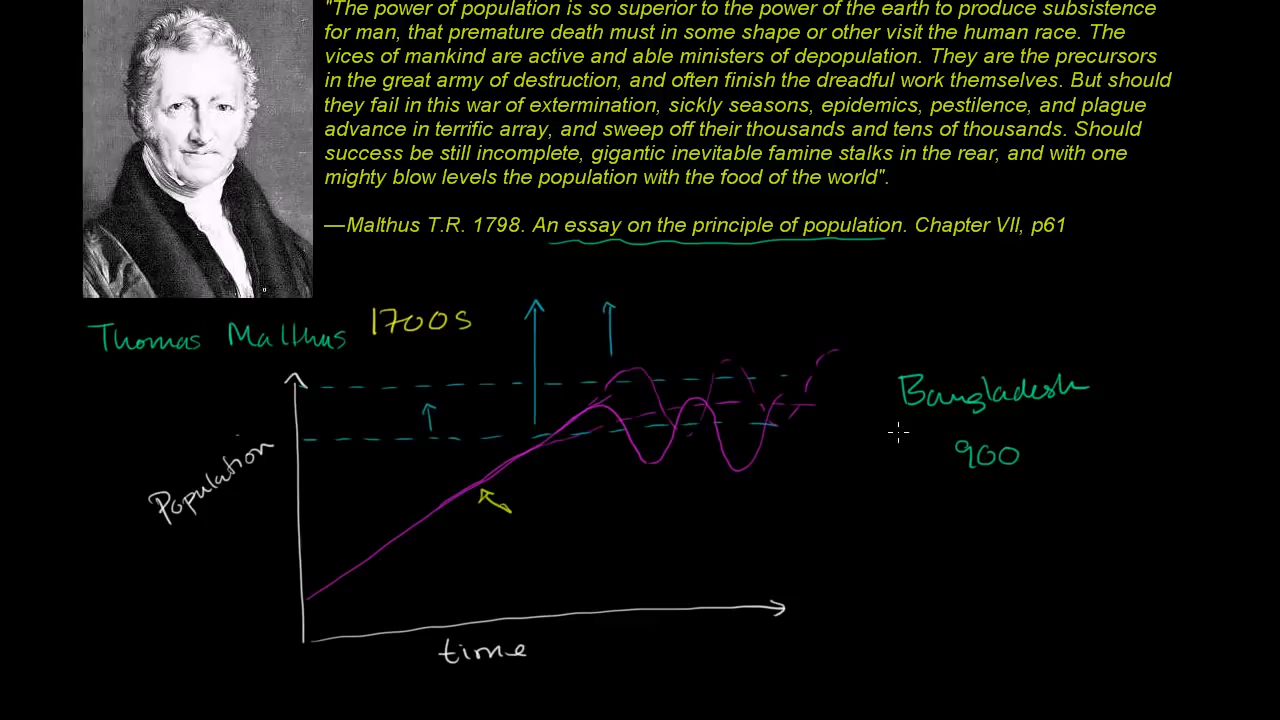 "The power of population is so superior to the power of the earth to produce subsistence
for man, that premature death must in some shape or other visit the human race. The
vices of mankind are active and able ministers of depopulation. They are the precursors
in the great army of destruction, and often finish the dreadful work themselves. But should
they fail in this war of extermination, sickly seasons, epidemics, pestilence, and plague
advance in terrific array, and sweep off their thousands and tens of thousands. Should
success be still incomplete, gigantic inevitable famine stalks in the rear, and with one
mighty blow levels the population with the food of the world".
—Malthus T.R. 1798. An essay on the principle of population. Chapter VII, p61
Thomas Malthus 1700s
Population
time
Bangladesh
900